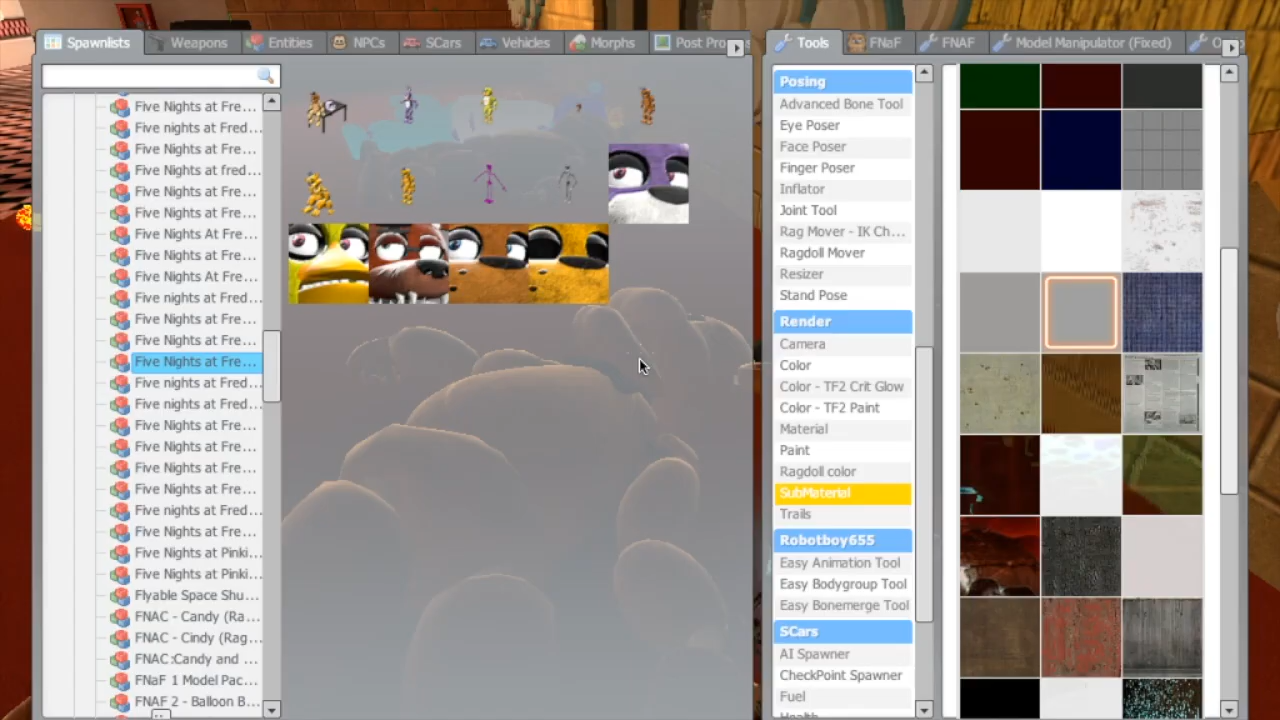 Spawnlists Weapons Entities NPCs SCars Vehicles Morphs Post Pro
Five Nights at Fre...
Five nights at Fred...
Five Nights at Fre...
Five Nights at fred...
Five Nights at Fre...
Five Nights at Fre...
Five Nights At Fre...
Five Nights at Fre...
Five Nights At Fre...
Five nights at Fred...
Five Nights at Fre...
Five Nights at Fre...
Five Nights at Fre...
Five nights at Fred...
Five nights at Fred...
Five Nights at Fre...
Five Nights at Fre...
Five Nights at Fre...
Five Nights at Fre...
Five nights at Fred...
Five Nights at Fre...
Five Nights at Pinki...
Five Nights at Pinki...
Flyable Space Shu...
FNAC - Candy (Ra...
FNAC - Cindy (Rag...
FNAC :Candy and ...
FNaF 1 Model Pac...
FNAF 2 - Balloon B...
Tools FNaF FNAF Model Manipulator (Fixed)
Posing
Advanced Bone Tool
Eye Poser
Face Poser
Finger Poser
Inflator
Joint Tool
Rag Mover - IK Ch...
Ragdoll Mover
Resizer
Stand Pose
Render
Camera
Color
Color - TF2 Crit Glow
Color - TF2 Paint
Material
Paint
Ragdoll color
SubMaterial
Trails
Robotboy655
Easy Animation Tool
Easy Bodygroup Tool
Easy Bonemerge Tool
SCars
AI Spawner
CheckPoint Spawner
Fuel
Health